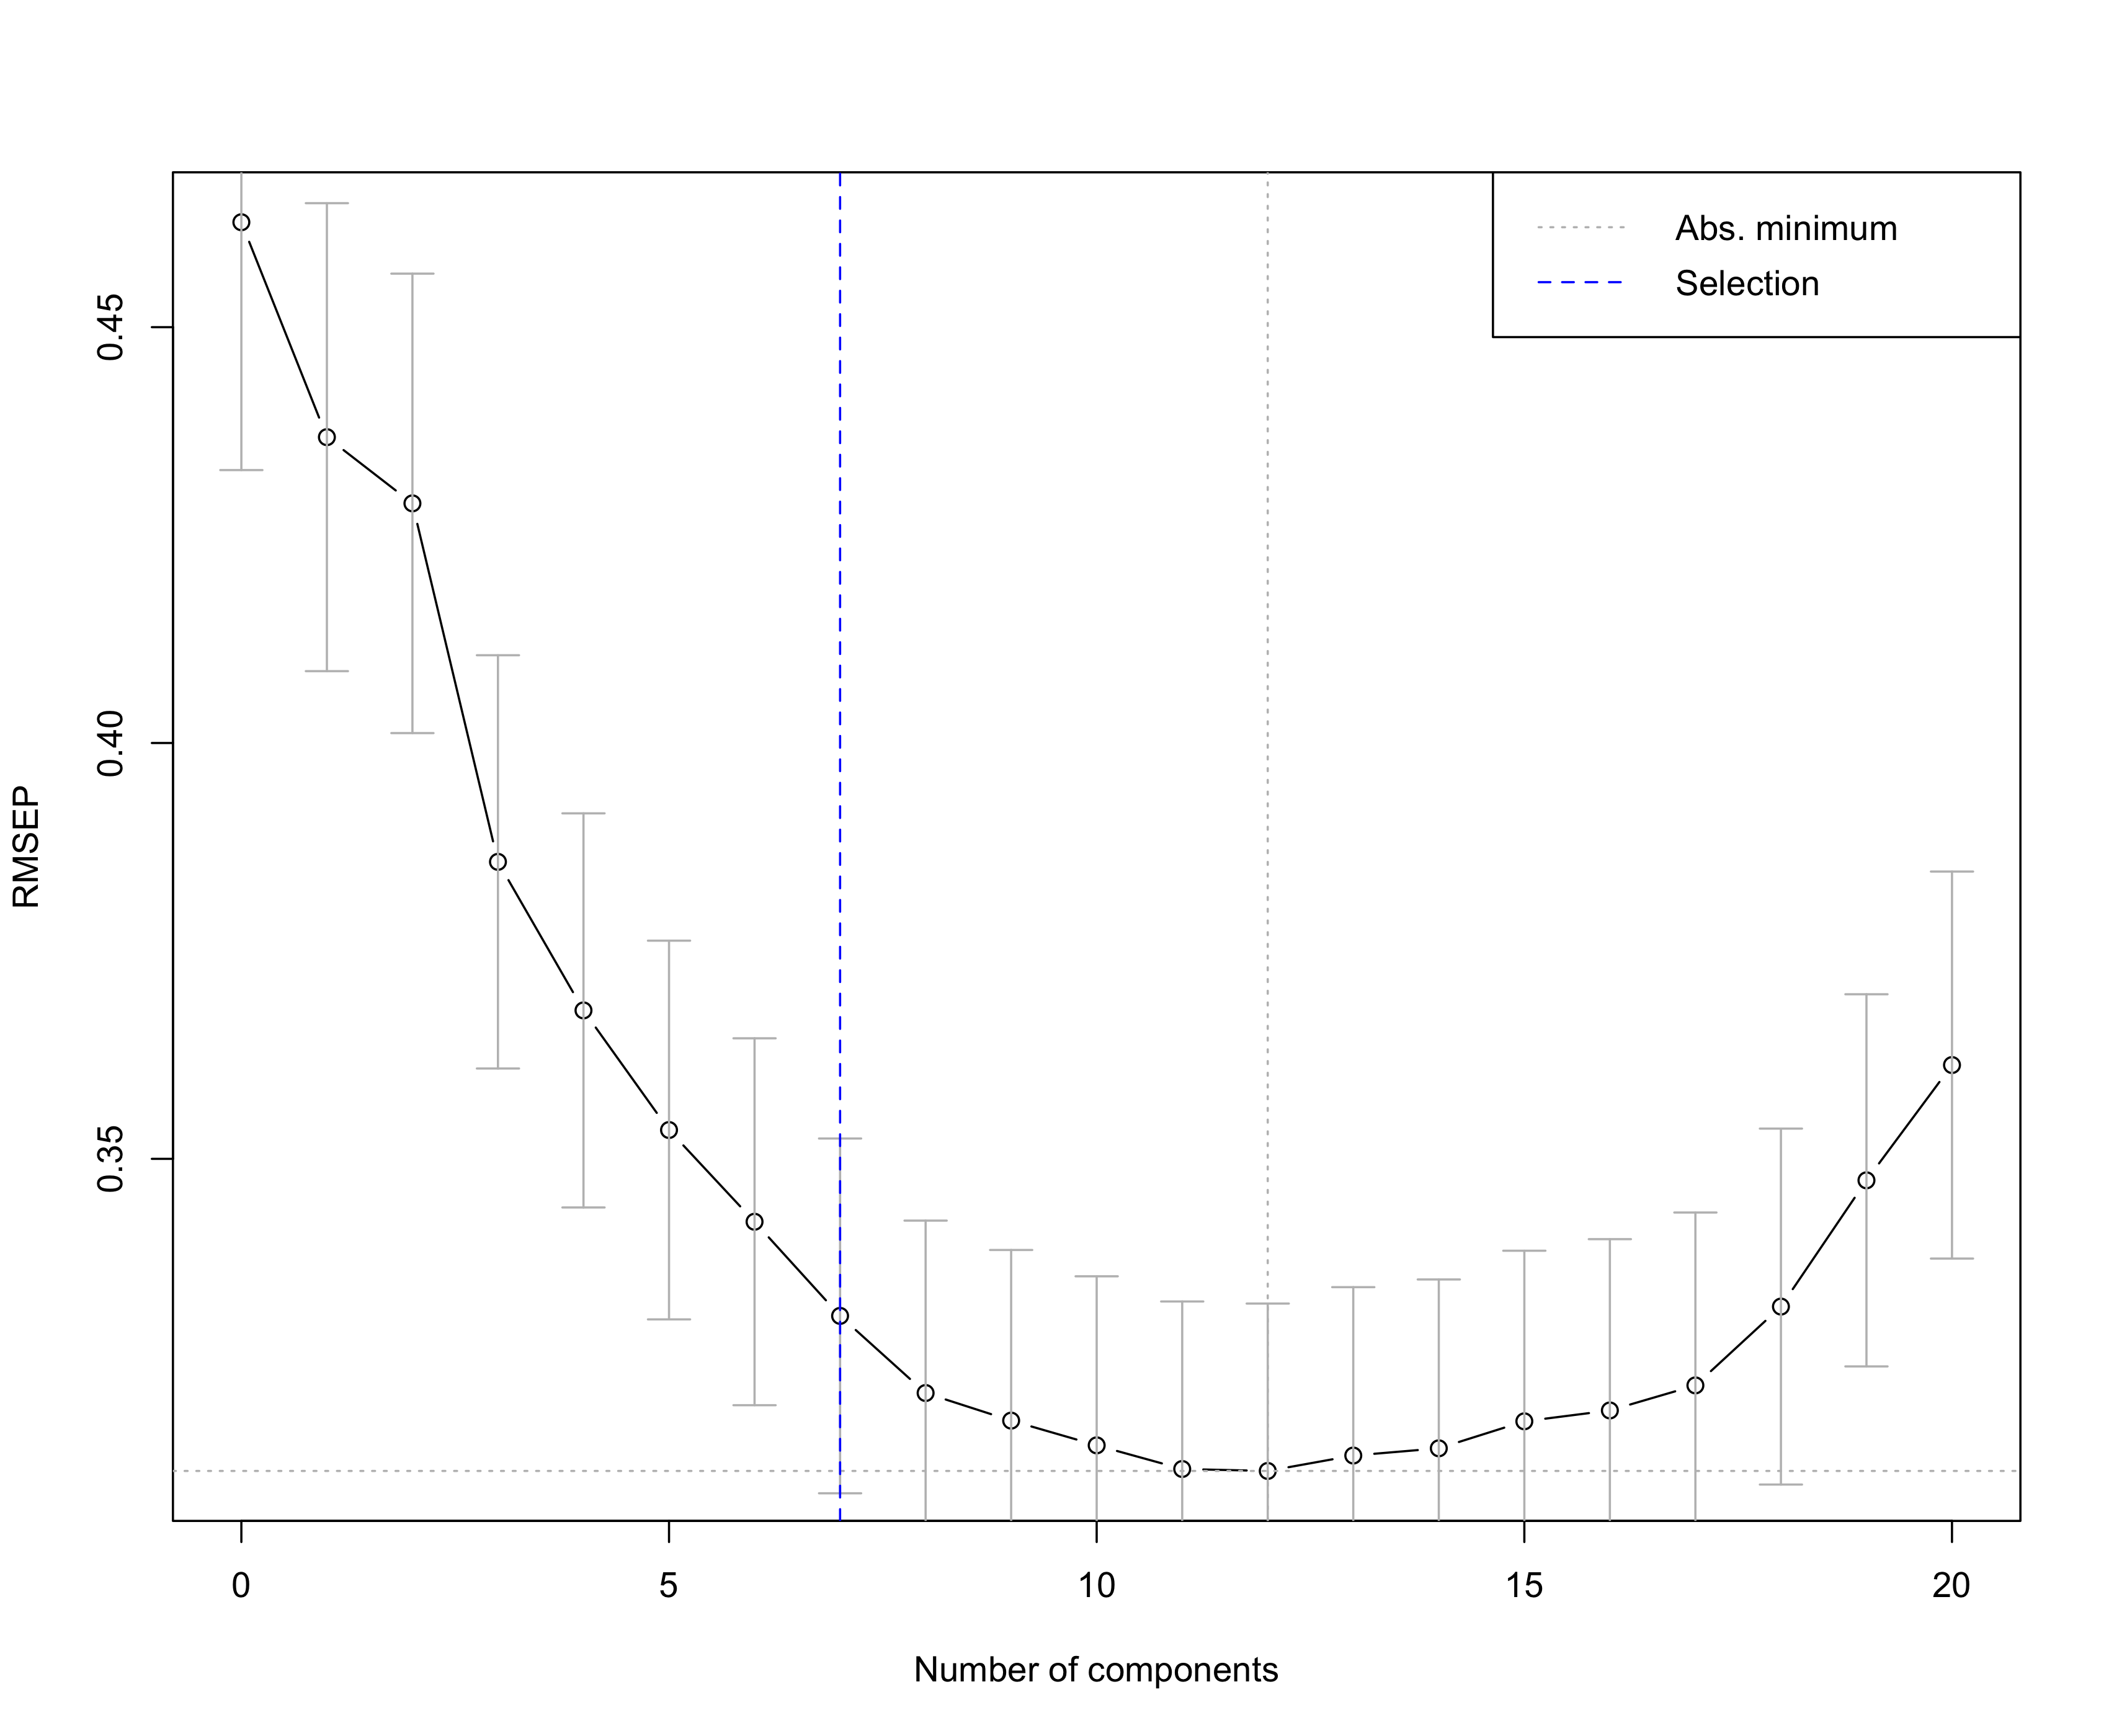 Abs. minimum
Selection
0.45
0.40
0.35
RMSEP
0 5 10 15 20
Number of components